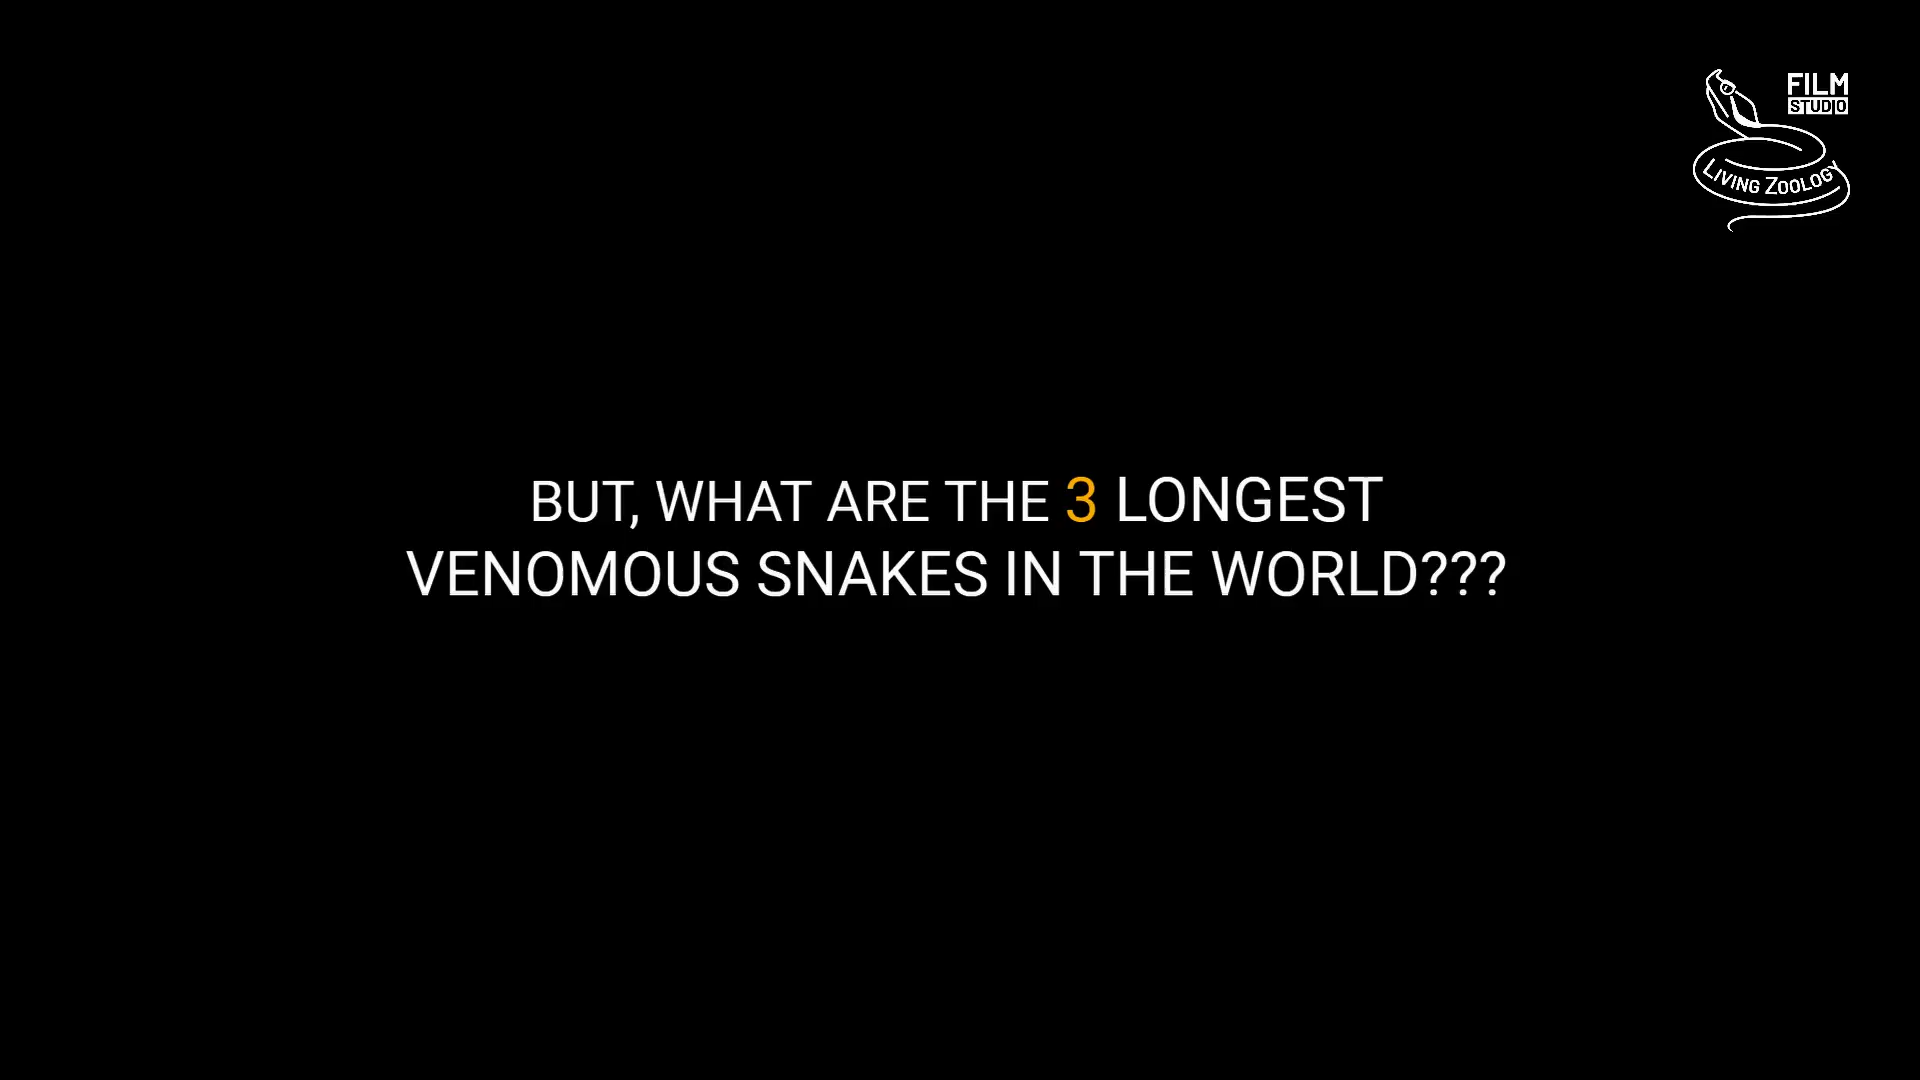 FILM
STUDIO
LIVING ZOOLOGY
BUT, WHAT ARE THE 3 LONGEST
VENOMOUS SNAKES IN THE WORLD???